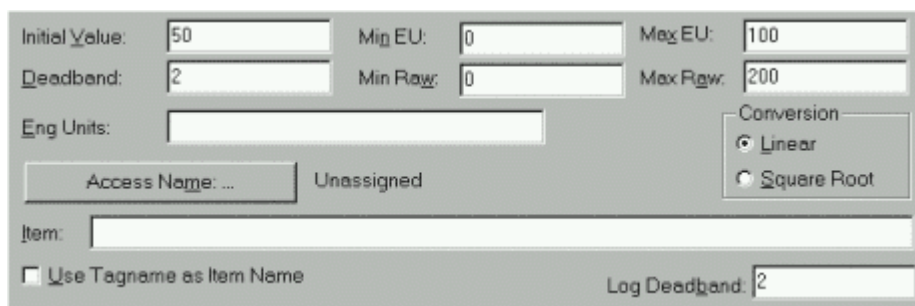 Initial Value: 50 Min EU: 0 Max EU: 100
Deadband: 2 Min Raw: 0 Max Raw: 200
Eng Units:
Conversion
Linear
Access Name: ... Unassigned
Square Root
Item:
Use Tagname as Item Name
Log Deadband: 2